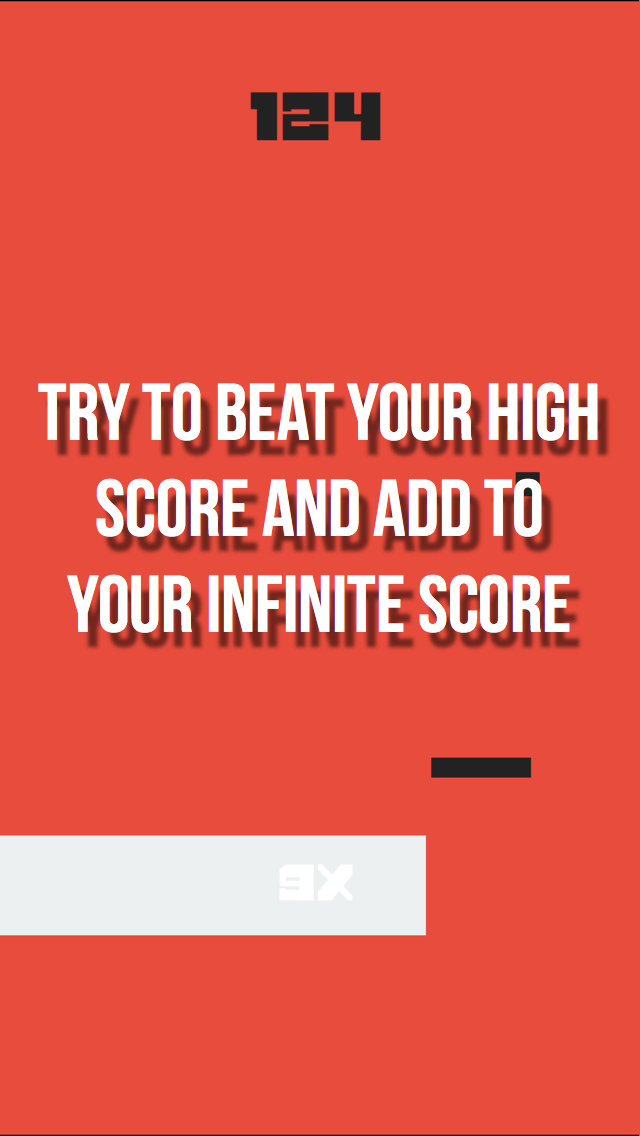 124
TRY TO BEAT YOUR HIGH
SCORE AND ADD TO
YOUR INFINITE SCORE
9X